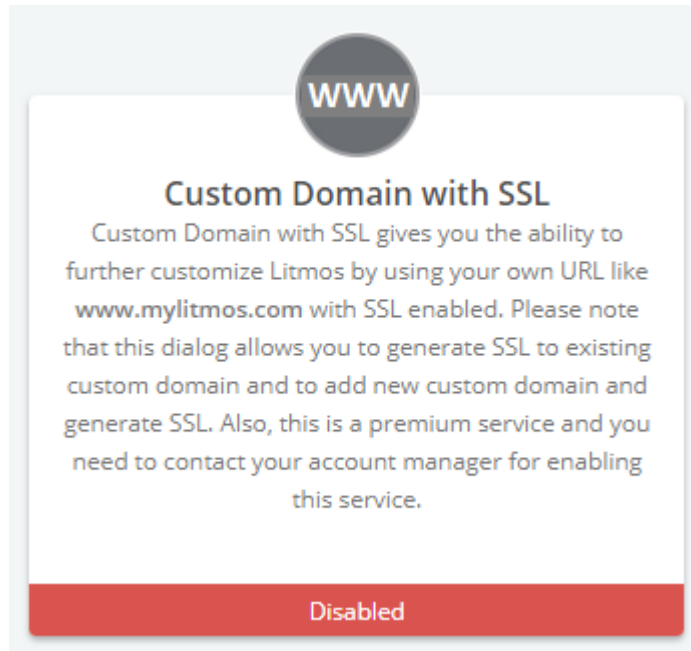 www
Custom Domain with SSL
Custom Domain with SSL gives you the ability to
further customize Litmos by using your own URL like
www.mylitmos.com with SSL enabled. Please note
that this dialog allows you to generate SSL to existing
custom domain and to add new custom domain and
generate SSL. Also, this is a premium service and you
need to contact your account manager for enabling
this service.
Disabled